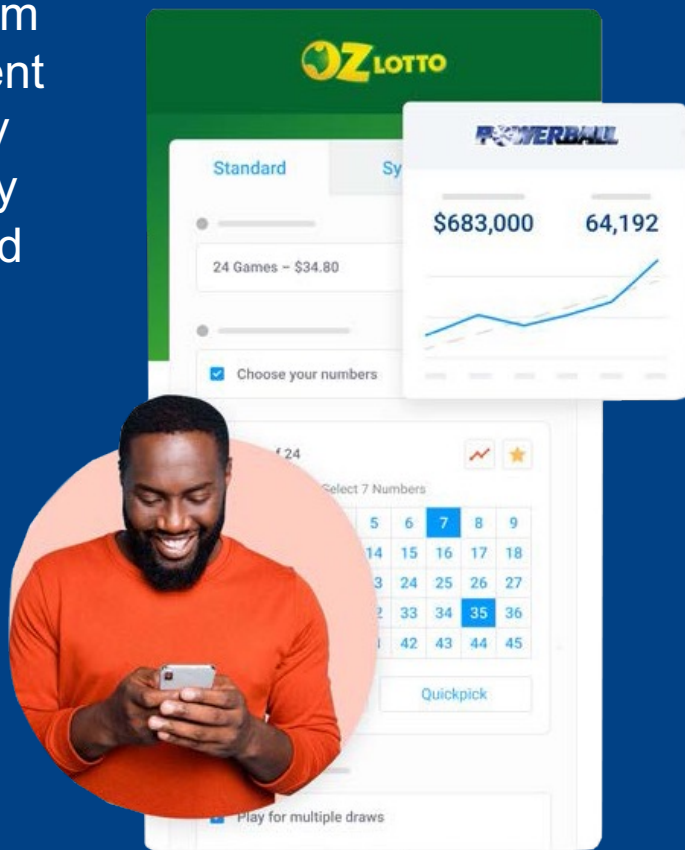 OZ LOTTO
POWERBALL
Standard
$683,000 64,192
24 Games – $34.80
Choose your numbers
24
Select 7 Numbers
5 6 7 8 9
14 15 16 17 18
24 25 26 27
33 34 35 36
42 43 44 45
Quickpick
Play for multiple draws